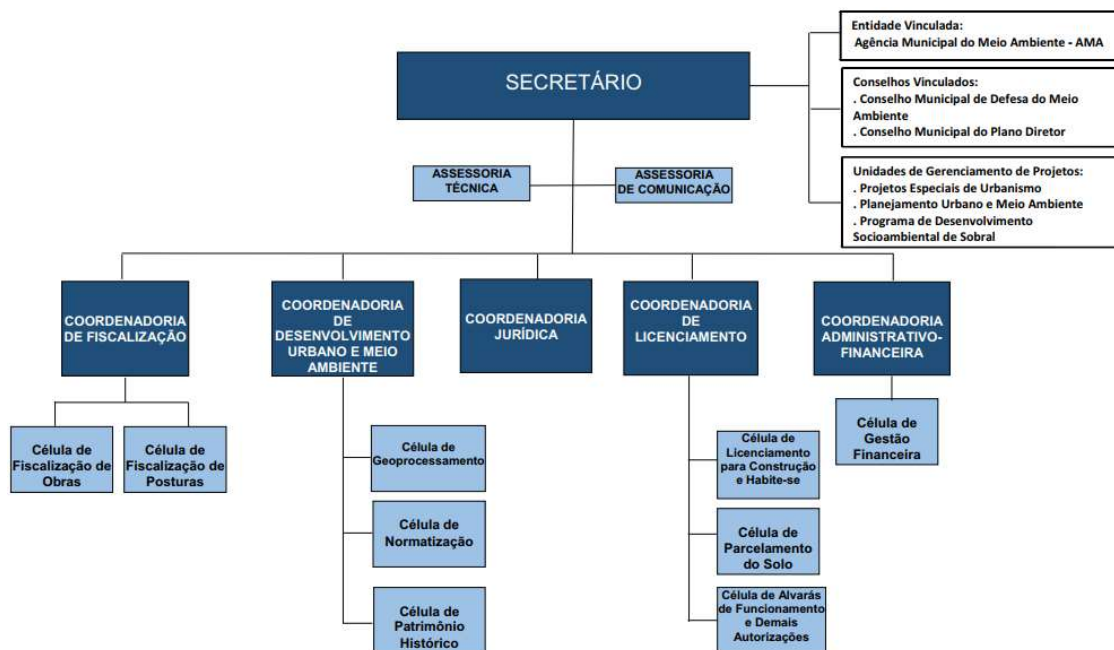 Entidade Vinculada:
Agência Municipal do Meio Ambiente - AMA
SECRETÁRIO
Conselhos Vinculados:
. Conselho Municipal de Defesa do Meio
Ambiente
. Conselho Municipal do Plano Diretor
ASSESSORIA
TÉCNICA
ASSESSORIA
DE COMUNICAÇÃO
Unidades de Gerenciamento de Projetos:
. Projetos Especiais de Urbanismo
. Planejamento Urbano e Meio Ambiente
. Programa de Desenvolvimento
Socioambiental de Sobral
COORDENADORIA
DE FISCALIZAÇÃO
COORDENADORIA
DE
DESENVOLVIMENTO
URBANO E MEIO
AMBIENTE
COORDENADORIA
JURÍDICA
COORDENADORIA
DE
LICENCIAMENTO
COORDENADORIA
ADMINISTRATIVO-
FINANCEIRA
Célula de
Fiscalização de
Obras
Célula de
Fiscalização de
Posturas
Célula de
Geoprocessamento
Célula de
Normatização
Célula de
Patrimônio
Histórico
Célula de
Licenciamento
para Construção
e Habite-se
Célula de
Parcelamento
do Solo
Célula de Alvarás
de Funcionamento
e Demais
Autorizações
Célula de
Gestão
Financeira